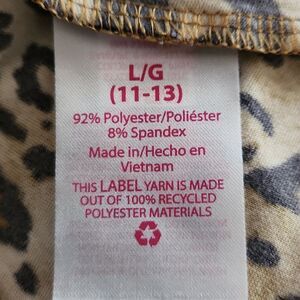 L/G
(11-13)
92% Polyester/Poliéster
8% Spandex
Made in/Hecho en
Vietnam
THIS LABEL YARN IS MADE
OUT OF 100% RECYCLED
POLYESTER MATERIALS